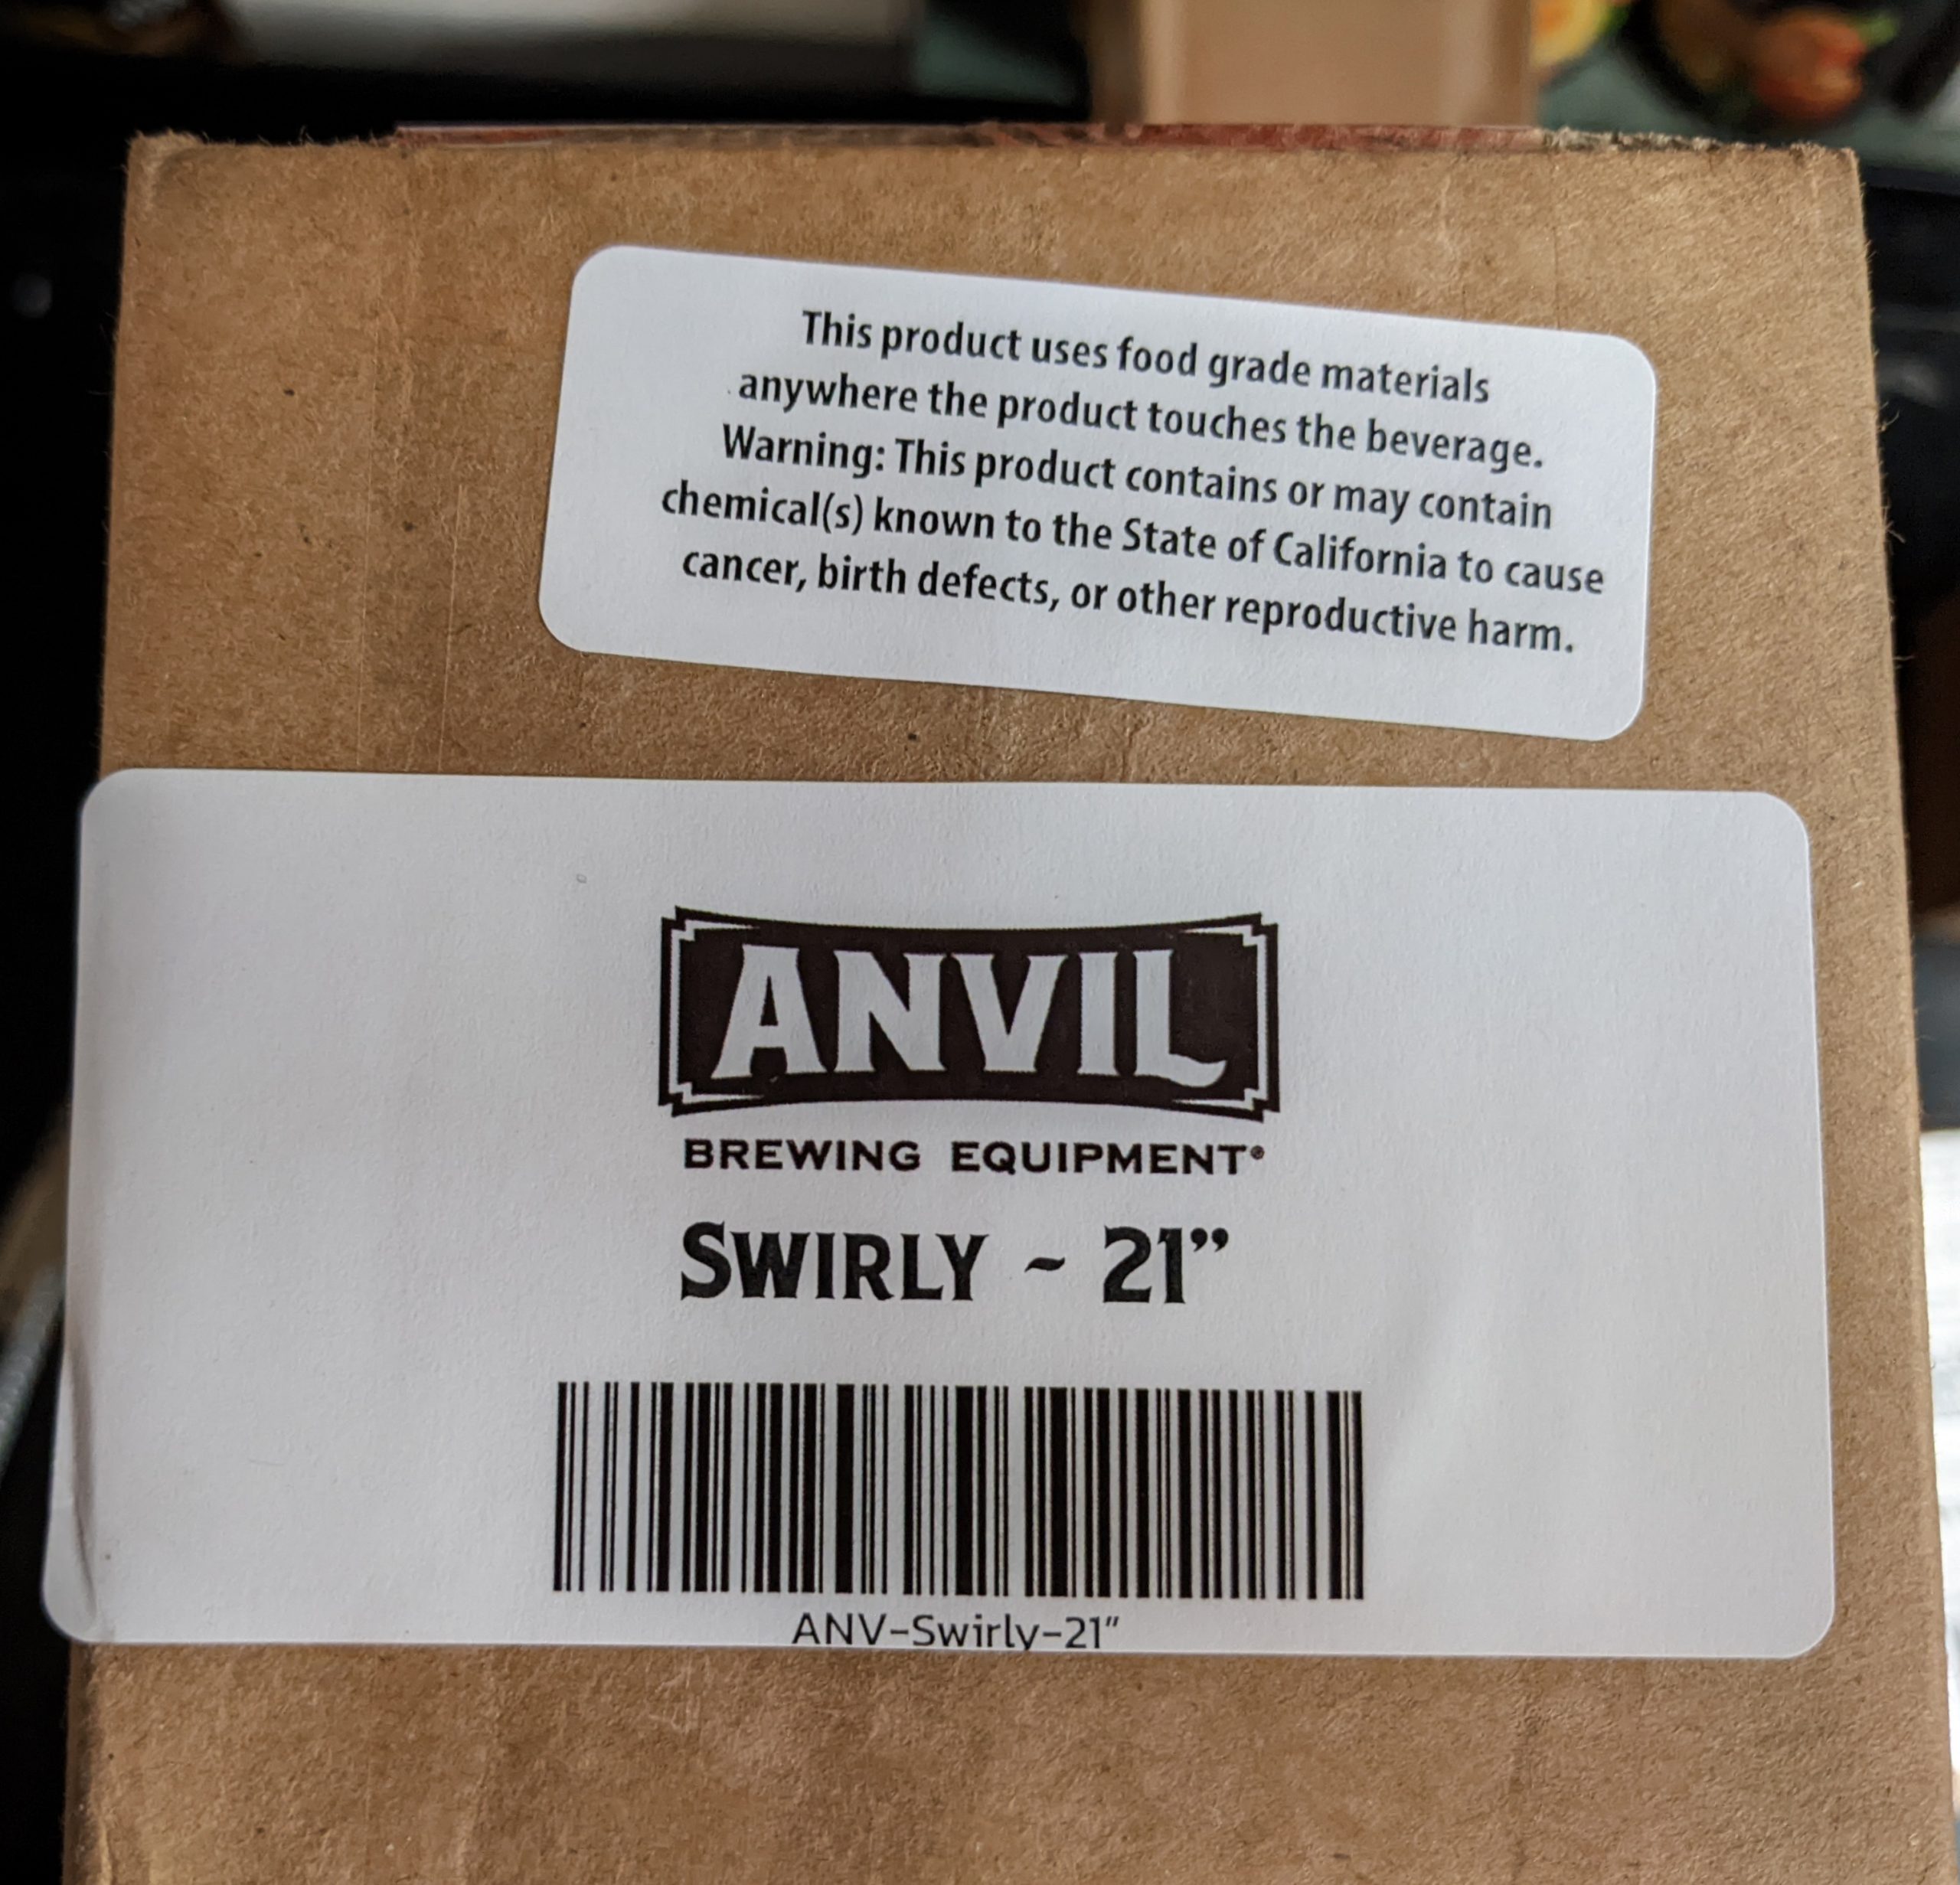 This product uses food grade materials
anywhere the product touches the beverage.
Warning: This product contains or may contain
chemical(s) known to the State of California to cause
cancer, birth defects, or other reproductive harm.
ANVIL
BREWING EQUIPMENT®
SWIRLY ~ 21”
ANV-Swirly-21"